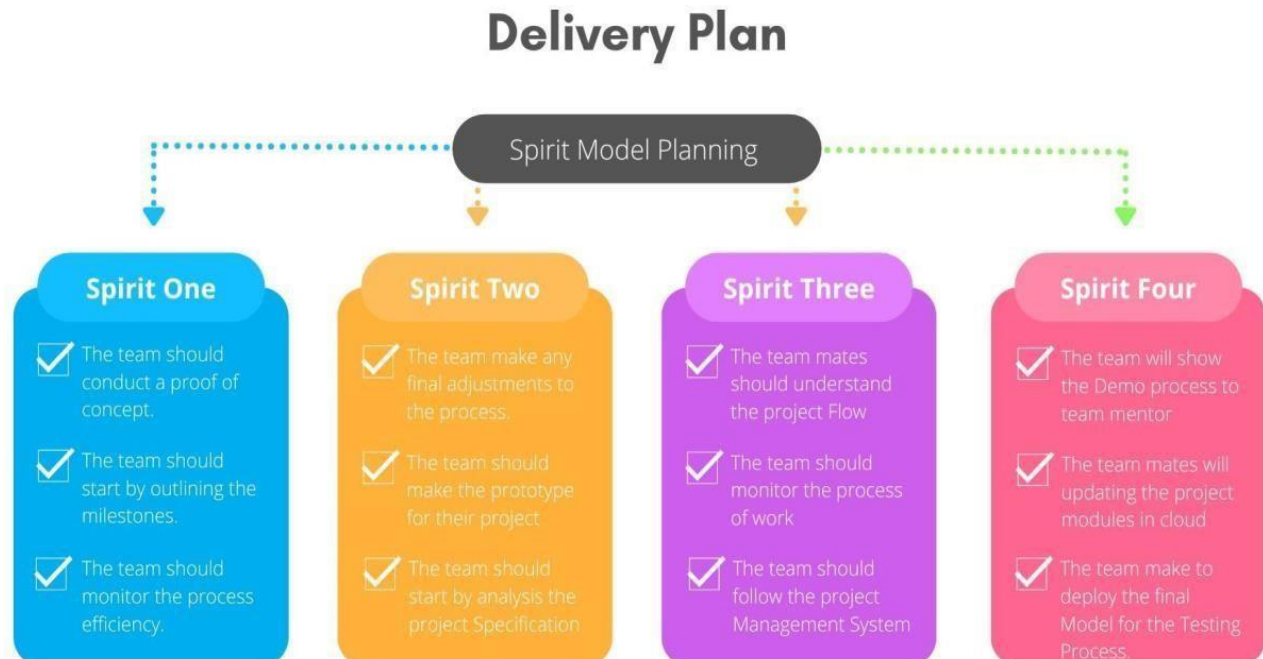 Delivery Plan
Spirit Model Planning
Spirit One
The team should
conduct a proof of
concept.
The team should
start by outlining the
milestones.
The team should
monitor the process
efficiency.
Spirit Two
The team make any
final adjustments to
the process.
The team should
make the prototype
for their project
The team should
start by analysis the
project Specification
Spirit Three
The team mates
should understand
the project Flow
The team should
monitor the process
of work
The team should
follow the project
Management System
Spirit Four
The team will show
the Demo process to
team mentor
The team mates will
updating the project
modules in cloud
The team make to
deploy the final
Model for the Testing
Process.